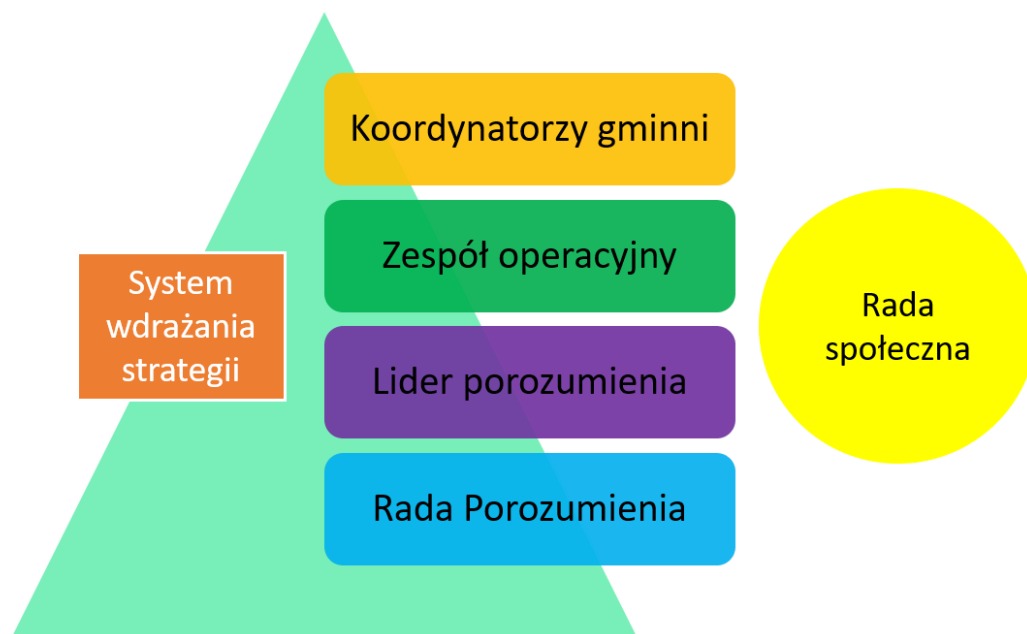 Koordynatorzy gminni
Zespół operacyjny
Lider porozumienia
Rada Porozumienia
System
wdrażania
strategii
Rada
społeczna